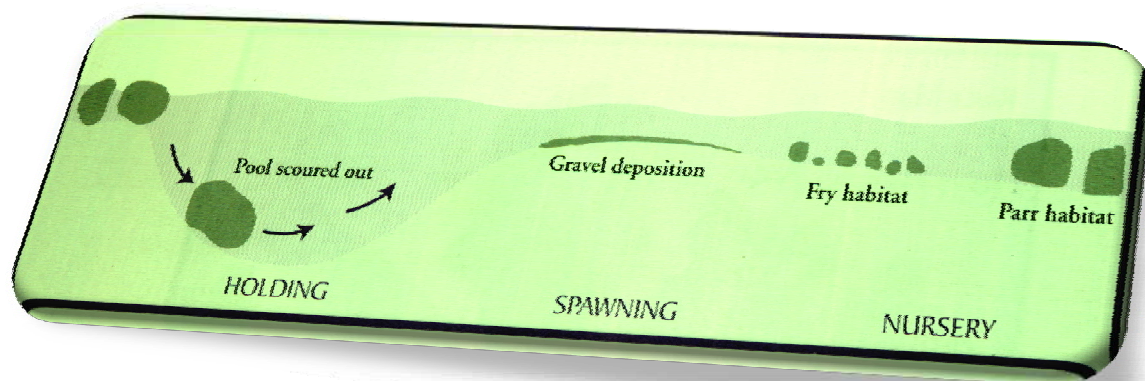 Pool scoured out
Gravel deposition
Fry habitat
Parr habitat
HOLDING
SPAWNING
NURSERY